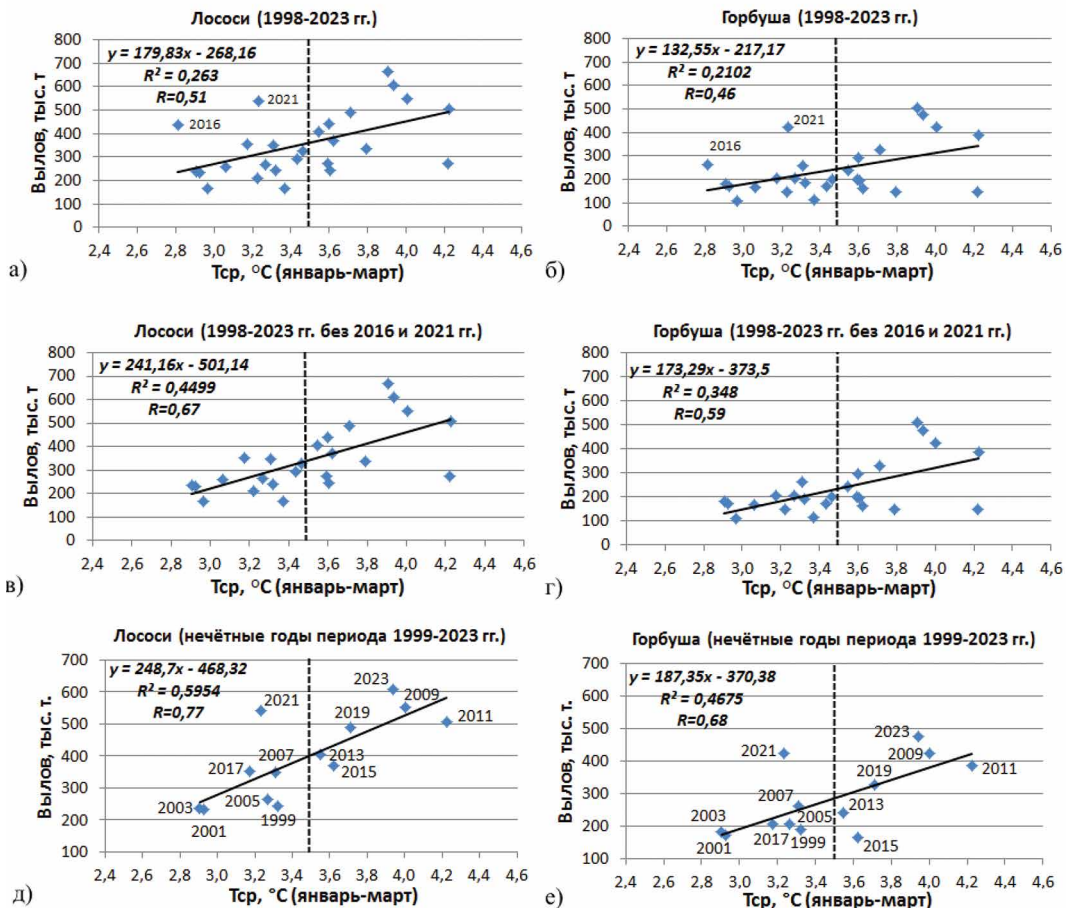 Лососи (1998-2023 гг.)
y = 179,83x - 268,16
R² = 0,263
R=0,51
2021
2016
Вылов, тыс. т
800
700
600
500
400
300
200
100
0
2,4 2,6 2,8 3,0 3,2 3,4 3,6 3,8 4,0 4,2 4,4 4,6
Тср, °С (январь-март)
а)
Горбуша (1998-2023 гг.)
y = 132,55x - 217,17
R² = 0,2102
R=0,46
2021
2016
Вылов, тыс. т
800
700
600
500
400
300
200
100
0
2,4 2,6 2,8 3,0 3,2 3,4 3,6 3,8 4,0 4,2 4,4 4,6
Тср, °С (январь-март)
б)
Лососи (1998-2023 гг. без 2016 и 2021 гг.)
y = 241,16x - 501,14
R² = 0,4499
R=0,67
Вылов, тыс. т
800
700
600
500
400
300
200
100
0
2,4 2,6 2,8 3,0 3,2 3,4 3,6 3,8 4,0 4,2 4,4 4,6
Тср, °С (январь-март)
в)
Горбуша (1998-2023 гг. без 2016 и 2021 гг.)
y = 173,29x - 373,5
R² = 0,348
R=0,59
Вылов, тыс. т
800
700
600
500
400
300
200
100
0
2,4 2,6 2,8 3,0 3,2 3,4 3,6 3,8 4,0 4,2 4,4 4,6
Тср, °С (январь-март)
г)
Лососи (нечётные годы периода 1999-2023 гг.)
y = 248,7x - 468,32
R² = 0,5954
R=0,77
2023
2021
2009
2019
2011
2007
2013
2017
2015
2003
2005
2001
1999
Вылов, тыс. т.
700
600
500
400
300
200
100
2,4 2,6 2,8 3,0 3,2 3,4 3,6 3,8 4,0 4,2 4,4 4,6
Тср, °С (январь-март)
д)
Горбуша (нечётные годы периода 1999-2023 гг.)
y = 187,35x - 370,38
R² = 0,4675
R=0,68
2023
2021
2009
2011
2019
2007
2013
2003
2005
2001
2017
1999
2015
Вылов, тыс. т.
700
600
500
400
300
200
100
2,4 2,6 2,8 3,0 3,2 3,4 3,6 3,8 4,0 4,2 4,4 4,6
Тср, °С (январь-март)
е)